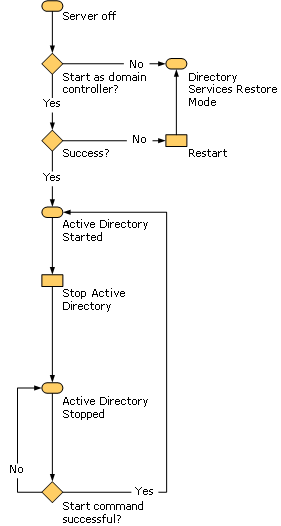 Server off
No
Start as domain
controller?
Directory
Services Restore
Mode
Yes
No
Success?
Restart
Yes
Active Directory
Started
Stop Active
Directory
Active Directory
Stopped
No
Yes
Start command
successful?